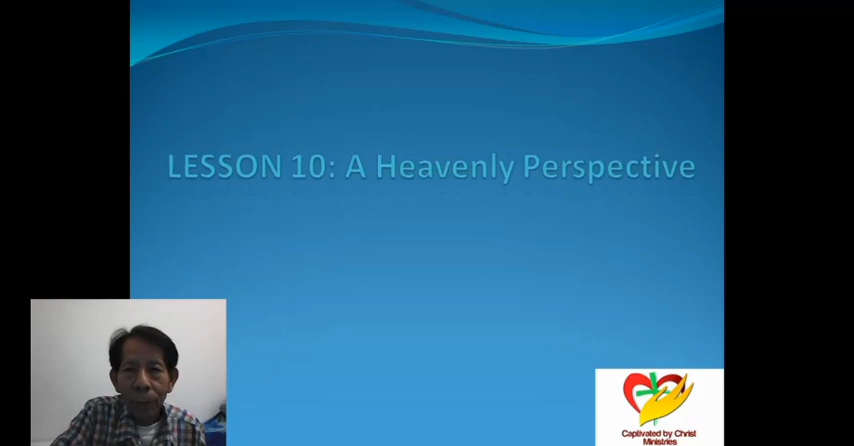 LESSON 10: A Heavenly Perspective
Captivated by Christ
Ministries